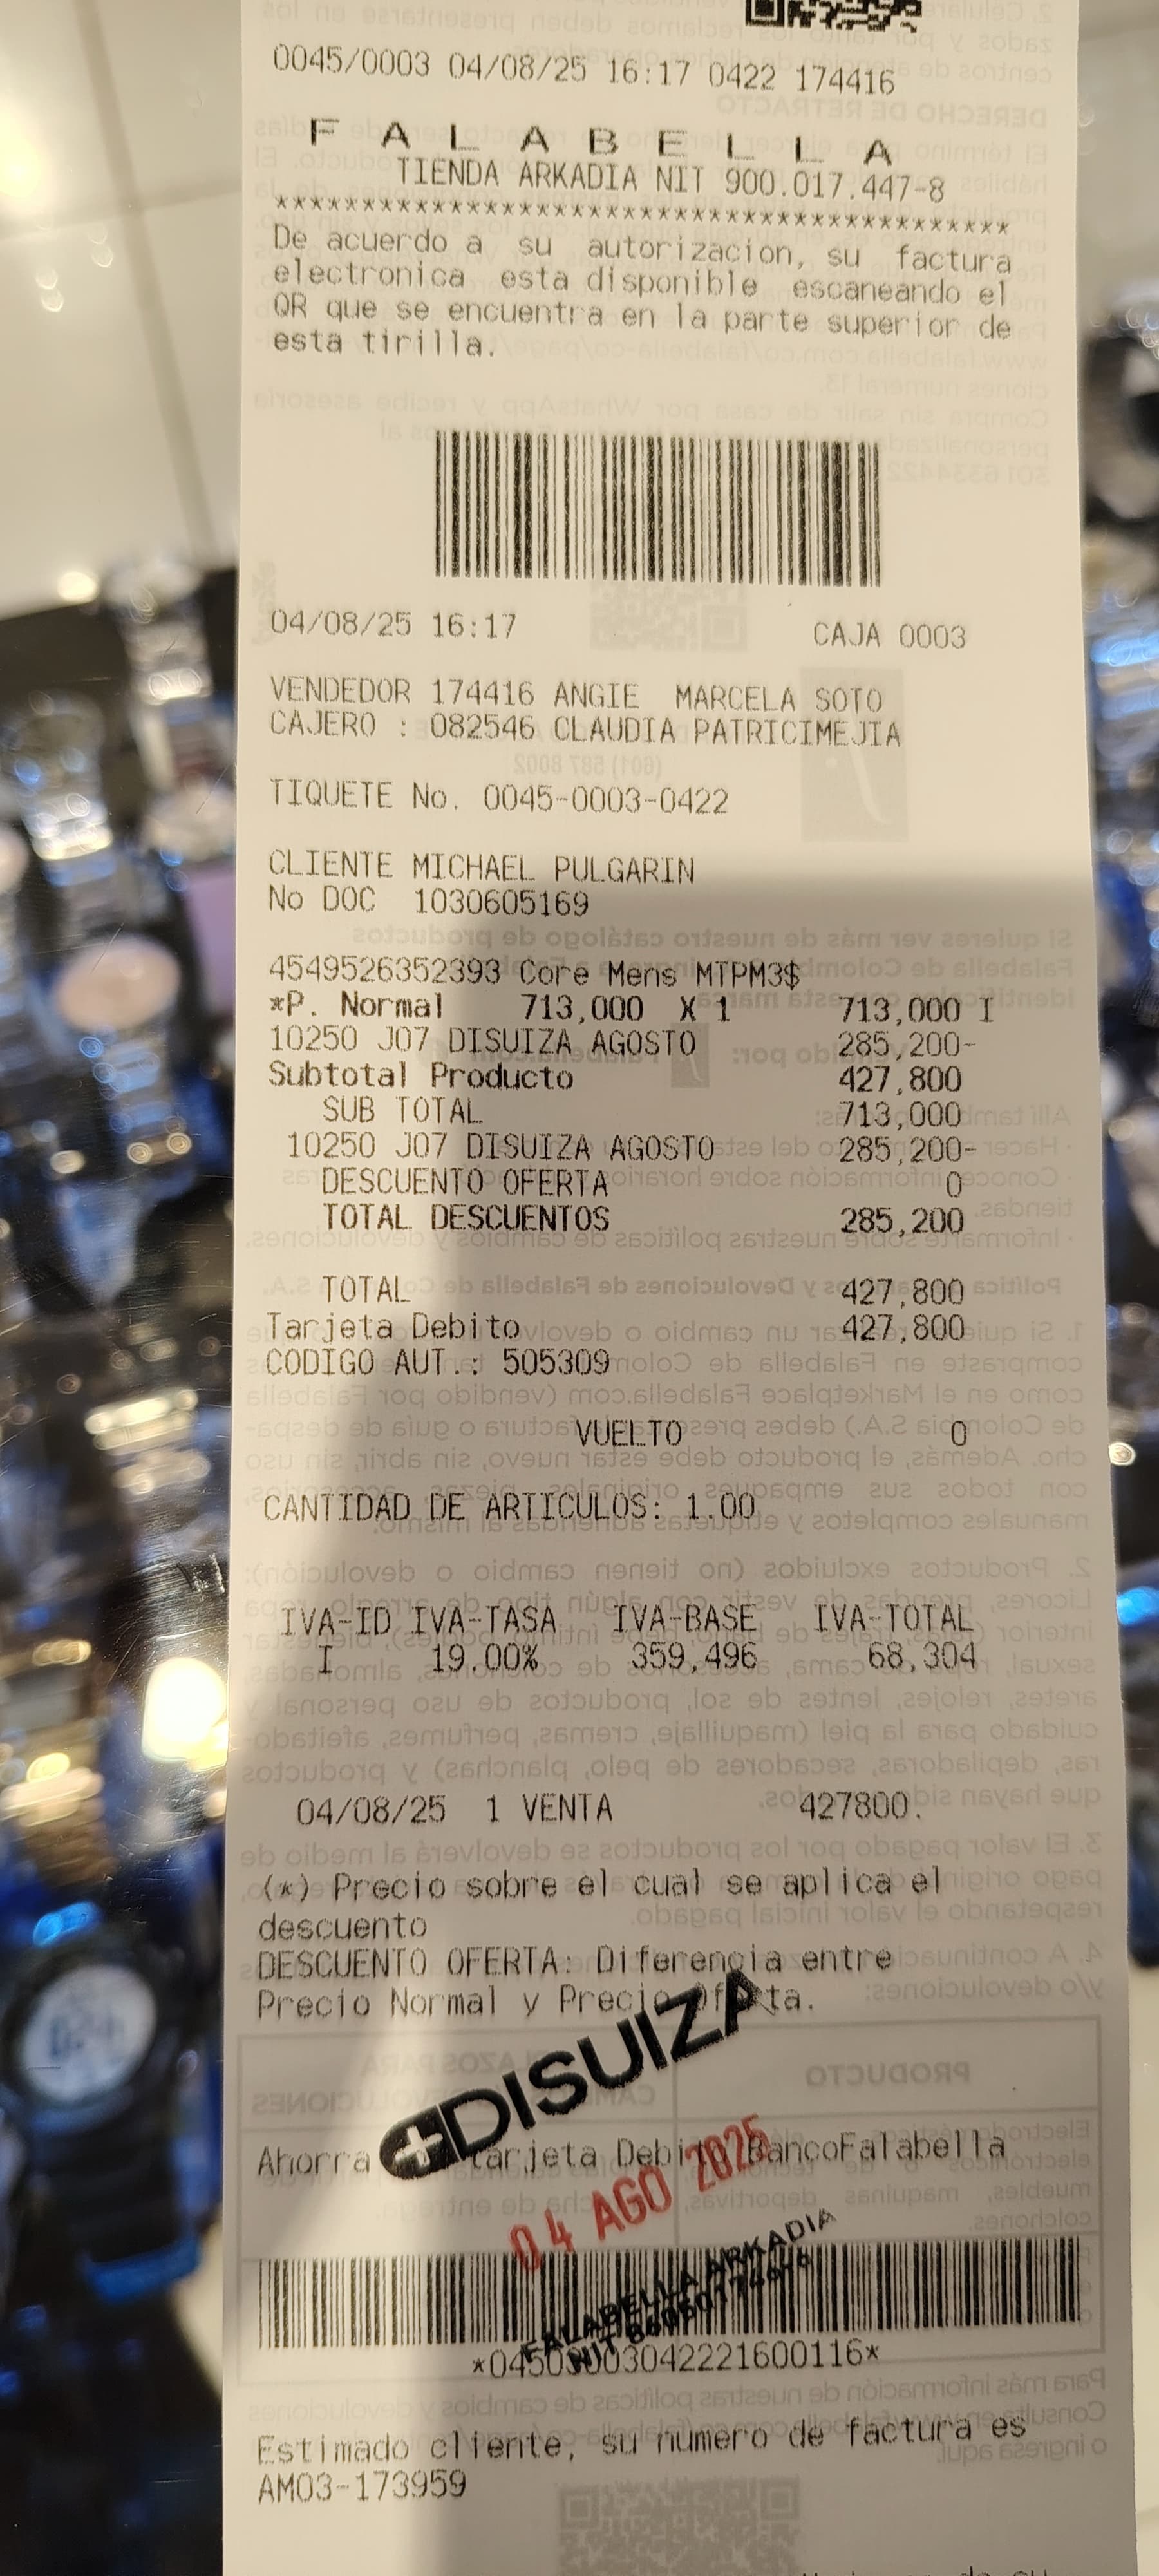 0045/0003 04/08/25 16:17 0422 174416
F A L A B E L L A
TIENDA ARKADIA NIT 900.017.447-8
******************************************
De acuerdo a su autorizacion, su factura
electronica esta disponible escaneando el
QR que se encuentra en la parte superior de
esta tirilla.
04/08/25 16:17 CAJA 0003
VENDEDOR 174416 ANGIE MARCELA SOTO
CAJERO : 082546 CLAUDIA PATRICIMEJIA
TIQUETE No. 0045-0003-0422
CLIENTE MICHAEL PULGARIN
No DOC 1030605169
4549526352393 Core Mens MTPM3$
*P. Normal 713,000 X 1 713,000 I
10250 J07 DISUIZA AGOSTO 285,200-
Subtotal Producto 427,800
SUB TOTAL 713,000
10250 J07 DISUIZA AGOSTO 285,200-
DESCUENTO OFERTA 0
TOTAL DESCUENTOS 285,200
TOTAL 427,800
Tarjeta Debito 427,800
CODIGO AUT.: 505309
VUELTO 0
CANTIDAD DE ARTICULOS: 1.00
IVA-ID IVA-TASA IVA-BASE IVA-TOTAL
I 19.00% 359,496 68,304
04/08/25 1 VENTA 427800.
(*) Precio sobre el cual se aplica el
descuento
DESCUENTO OFERTA: Diferencia entre
Precio Normal y Precio Oferta.
DISUIZA
Ahorra tarjeta Debito BancoFalabella
04 AGO 2025
FALABELLA ARKADIA
Estimado cliente, su numero de factura es
AM03-173959